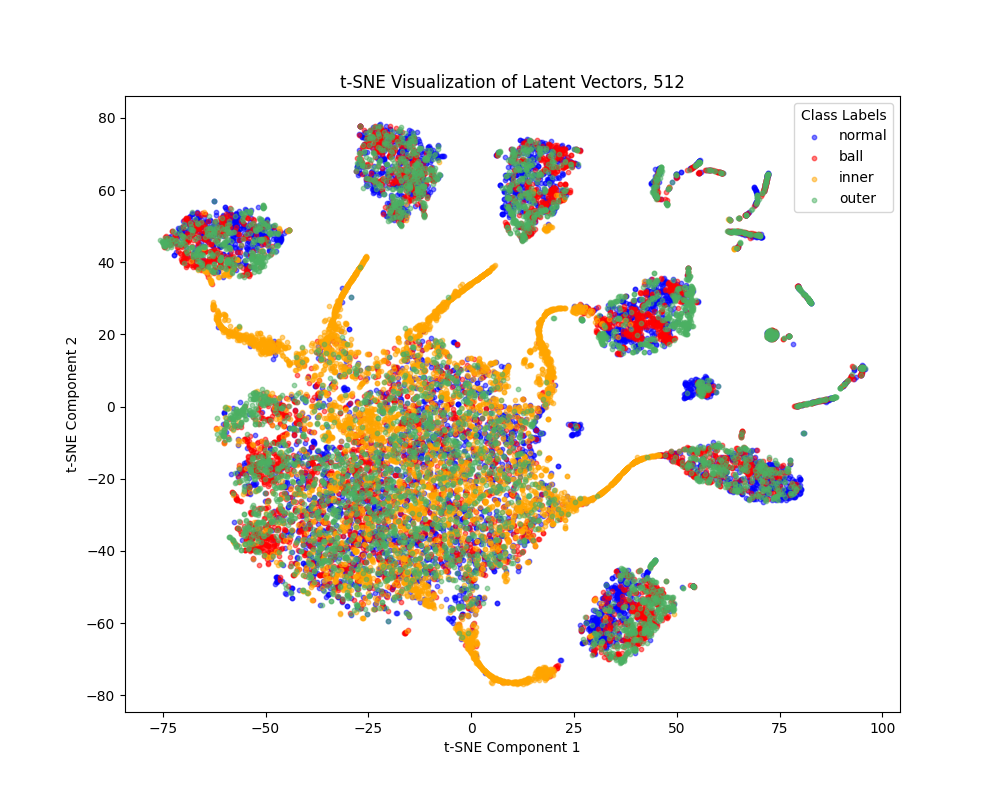 t-SNE Visualization of Latent Vectors, 512
Class Labels
normal
ball
inner
outer
t-SNE Component 2
80
60
40
20
0
−20
−40
−60
−80
−75
−50
−25
0
25
50
75
100
t-SNE Component 1